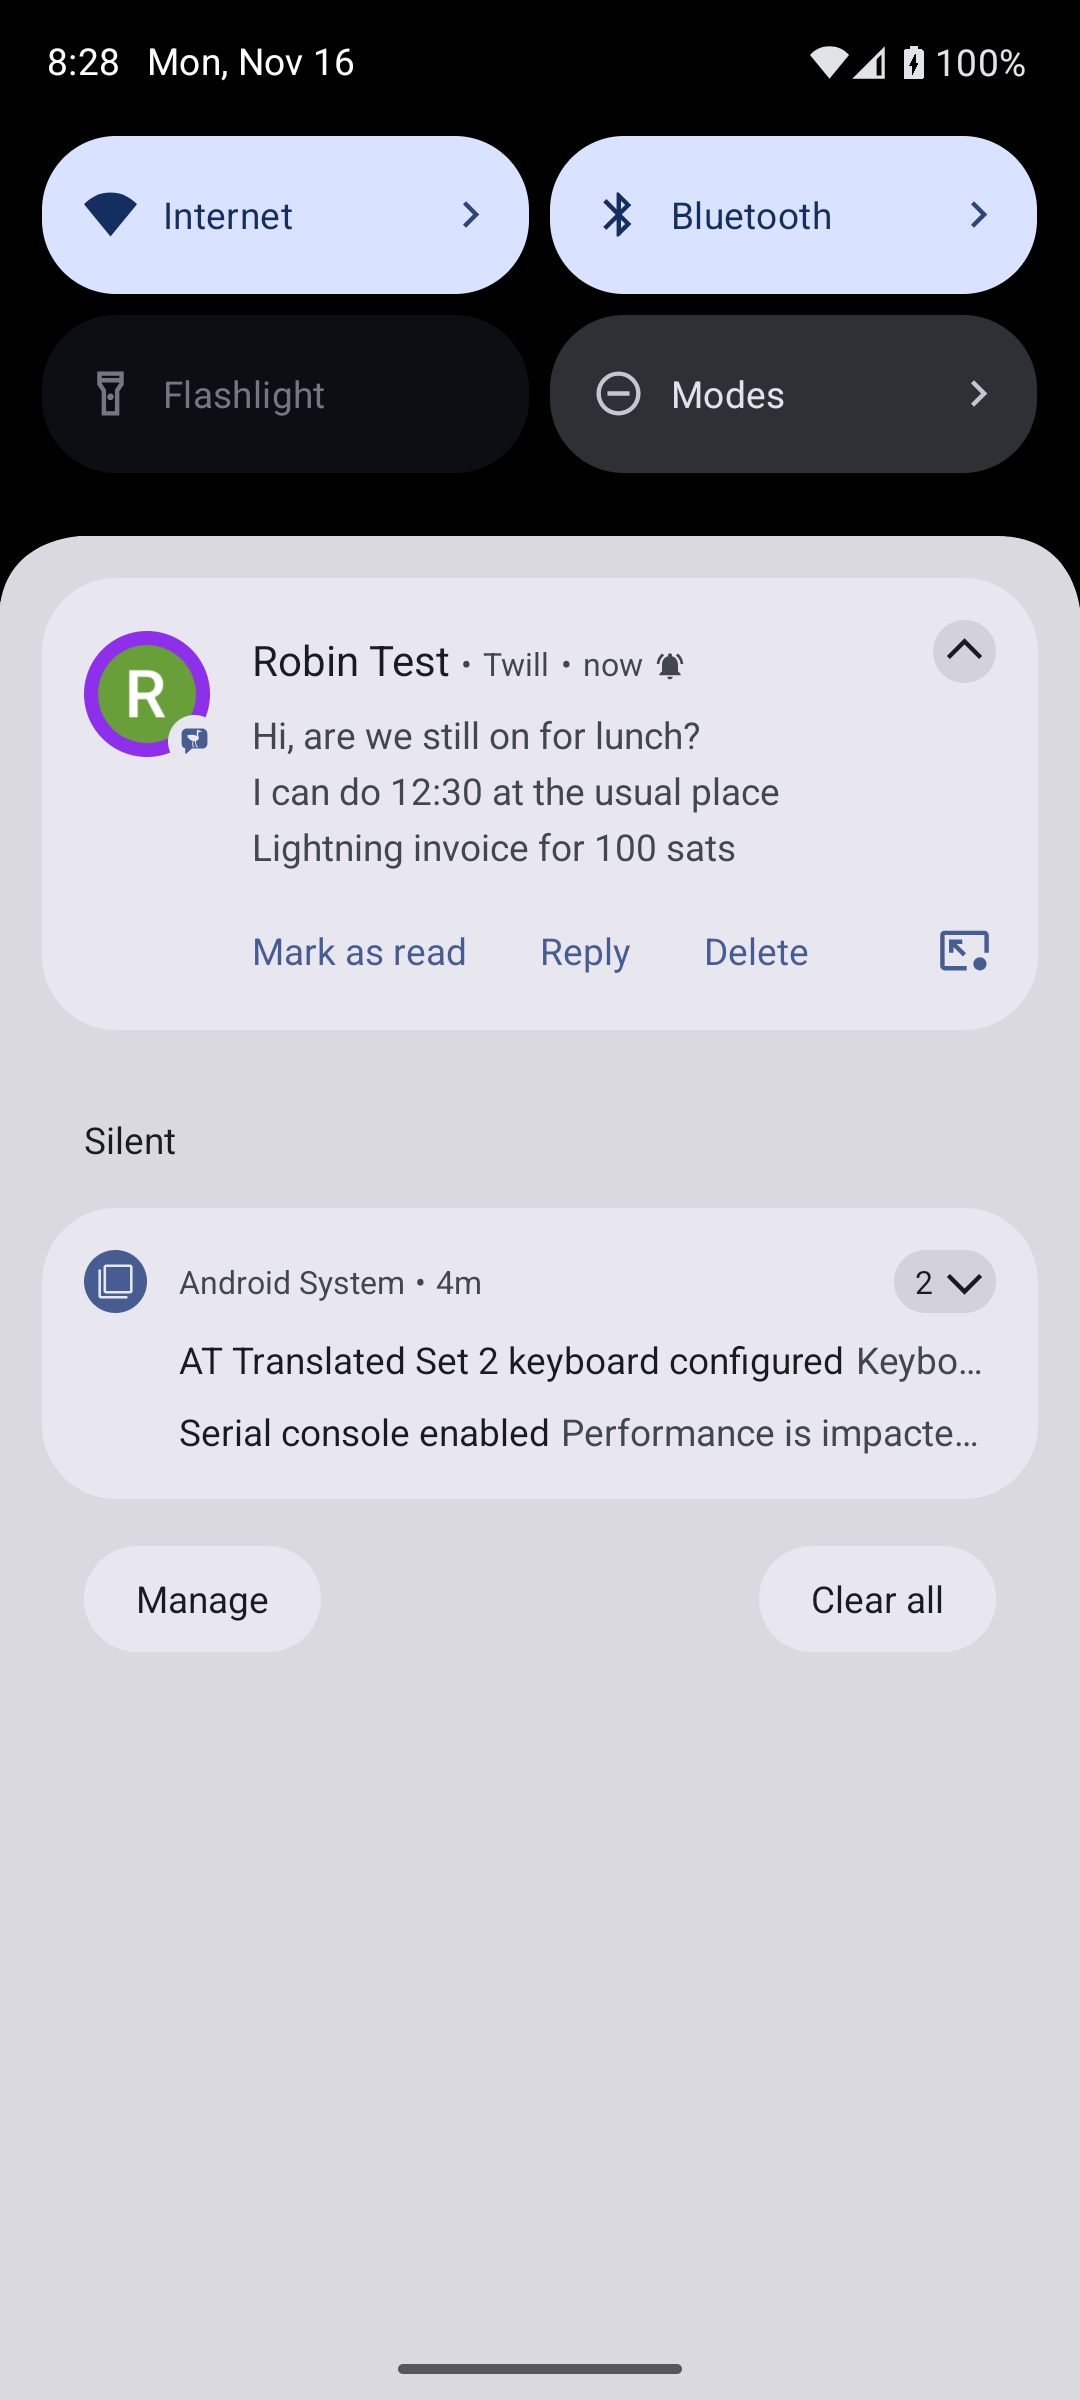 8:28 Mon, Nov 16 100%
Internet
Bluetooth
Flashlight
Modes
R
Robin Test • Twill • now
Hi, are we still on for lunch?
I can do 12:30 at the usual place
Lightning invoice for 100 sats
Mark as read Reply Delete
Silent
Android System • 4m 2
AT Translated Set 2 keyboard configured Keybo…
Serial console enabled Performance is impacte…
Manage Clear all